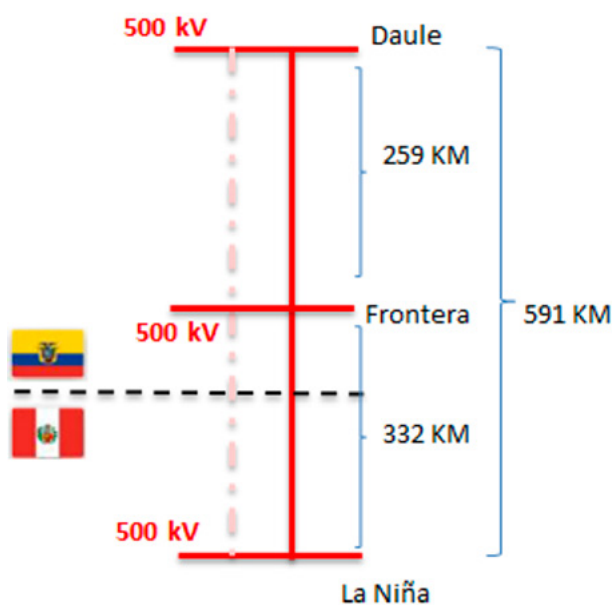 500 kV
Daule
259 KM
Frontera
591 KM
500 kV
332 KM
500 kV
La Niña